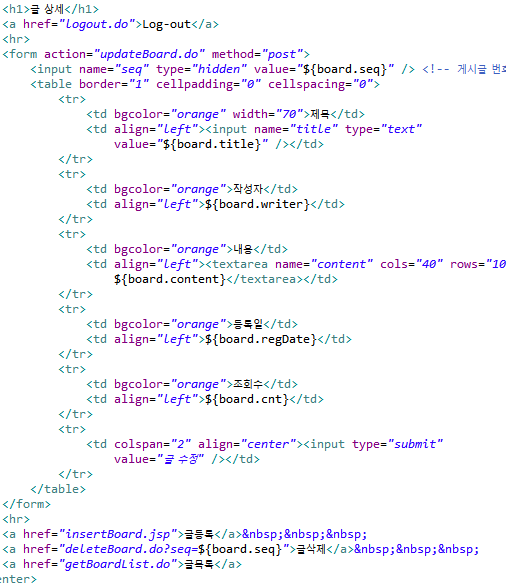 <h1>글 상세</h1>
<a href="logout.do">Log-out</a>
<hr>
<form action="updateBoard.do" method="post">
<input name="seq" type="hidden" value="${board.seq}" /> <!-- 게시글 번호
<table border="1" cellpadding="0" cellspacing="0">
<tr>
<td bgcolor="orange" width="70">제목</td>
<td align="left"><input name="title" type="text"
value="${board.title}" /></td>
</tr>
<tr>
<td bgcolor="orange">작성자</td>
<td align="left">${board.writer}</td>
</tr>
<tr>
<td bgcolor="orange">내용</td>
<td align="left"><textarea name="content" cols="40" rows="10
${board.content}</textarea></td>
</tr>
<tr>
<td bgcolor="orange">등록일</td>
<td align="left">${board.regDate}</td>
</tr>
<tr>
<td bgcolor="orange">조회수</td>
<td align="left">${board.cnt}</td>
</tr>
<tr>
<td colspan="2" align="center"><input type="submit"
value="글 수정" /></td>
</tr>
</table>
</form>
<hr>
<a href="insertBoard.jsp">글등록</a>&nbsp;&nbsp;&nbsp;
<a href="deleteBoard.do?seq=${board.seq}">글삭제</a>&nbsp;&nbsp;&nbsp;
<a href="getBoardList.do">글목록</a>
enter>